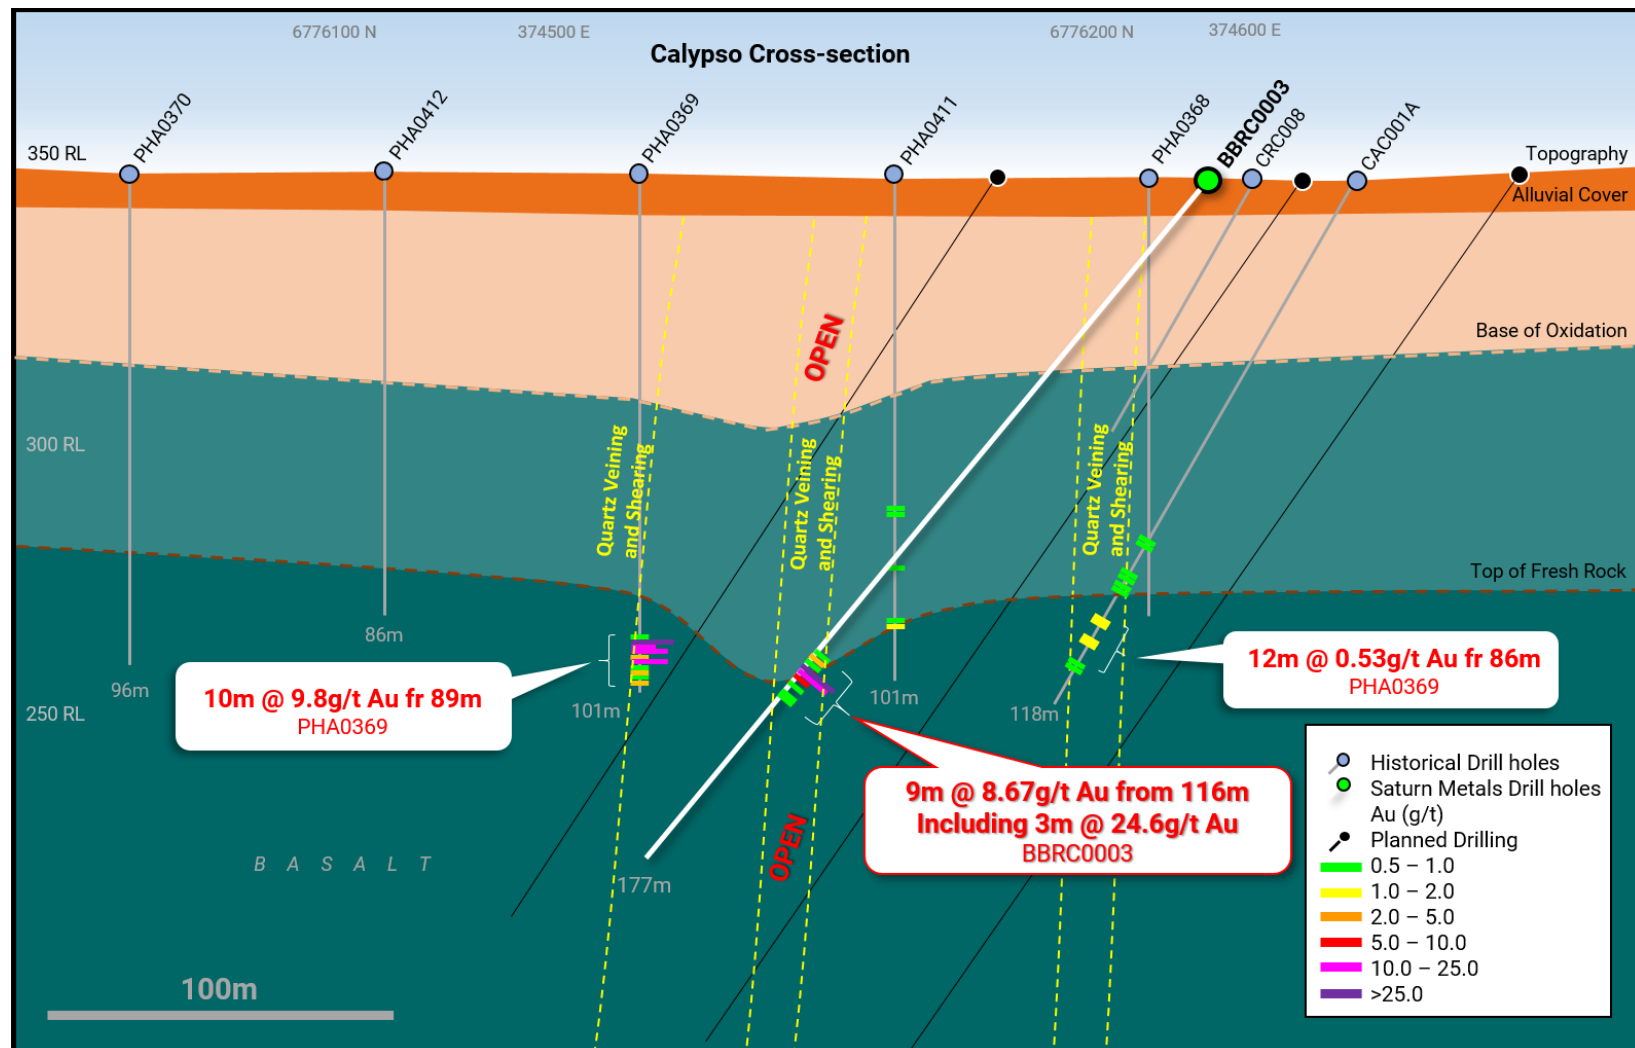 6776100 N
374500 E
6776200 N
374600 E
Calypso Cross-section
PHA0370
PHA0412
PHA0369
PHA0411
PHA0368
BBRC0003
CRC008
CAC001A
350 RL
Topography
Alluvial Cover
Base of Oxidation
OPEN
300 RL
Quartz Veining
and Shearing
Quartz Veining
and Shearing
Quartz Veining
and Shearing
Top of Fresh Rock
86m
96m
101m
101m
118m
250 RL
10m @ 9.8g/t Au fr 89m
PHA0369
12m @ 0.53g/t Au fr 86m
PHA0369
9m @ 8.67g/t Au from 116m
Including 3m @ 24.6g/t Au
BBRC0003
OPEN
BASALT
177m
100m
Historical Drill holes
Saturn Metals Drill holes
Au (g/t)
Planned Drilling
0.5 – 1.0
1.0 – 2.0
2.0 – 5.0
5.0 – 10.0
10.0 – 25.0
>25.0